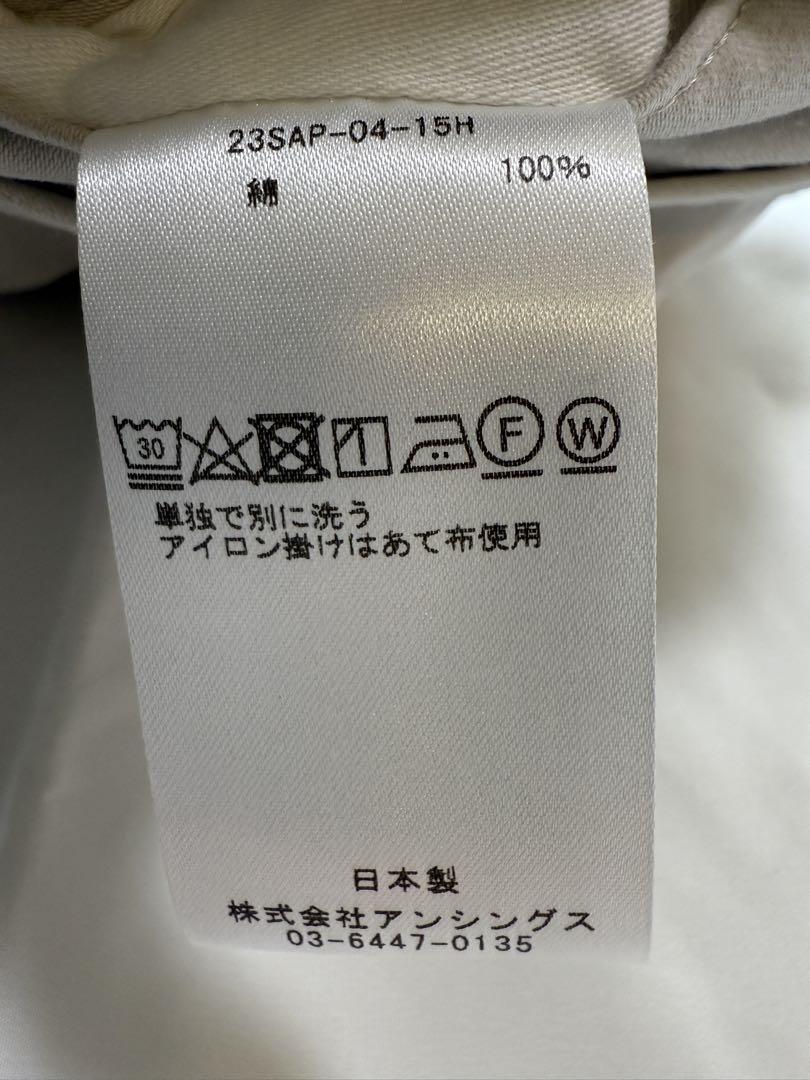 23SAP-04-15H
綿 100%
30 F W
単独で別に洗う
アイロン掛けはあて布使用
日本製
株式会社アンシングス
03-6447-0135